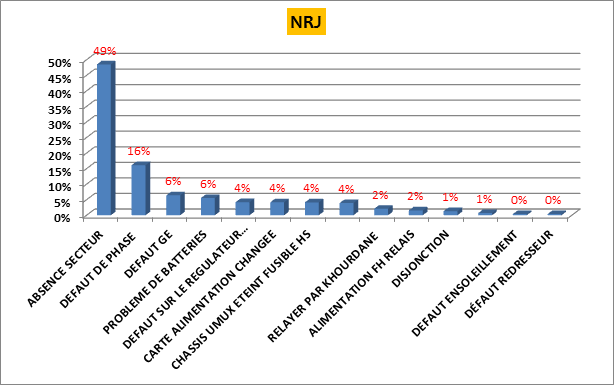 NRJ
50%
45%
40%
35%
30%
25%
20%
15%
10%
5%
0%
49%
16%
6%
6%
4%
4%
4%
4%
2%
2%
1%
1%
0%
0%
ABSENCE SECTEUR
DEFAUT DE PHASE
DEFAUT GE
PROBLEME DE BATTERIES
DEFAUT SUR LE REGULATEUR...
CARTE ALIMENTATION CHANGEE
CHASSIS UMUX ETEINT FUSIBLE HS
RELAYER PAR KHOURDANE
ALIMENTATION FH RELAIS
DISJONCTION
DEFAUT ENSOLEILLEMENT
DÉFAUT REDRESSEUR